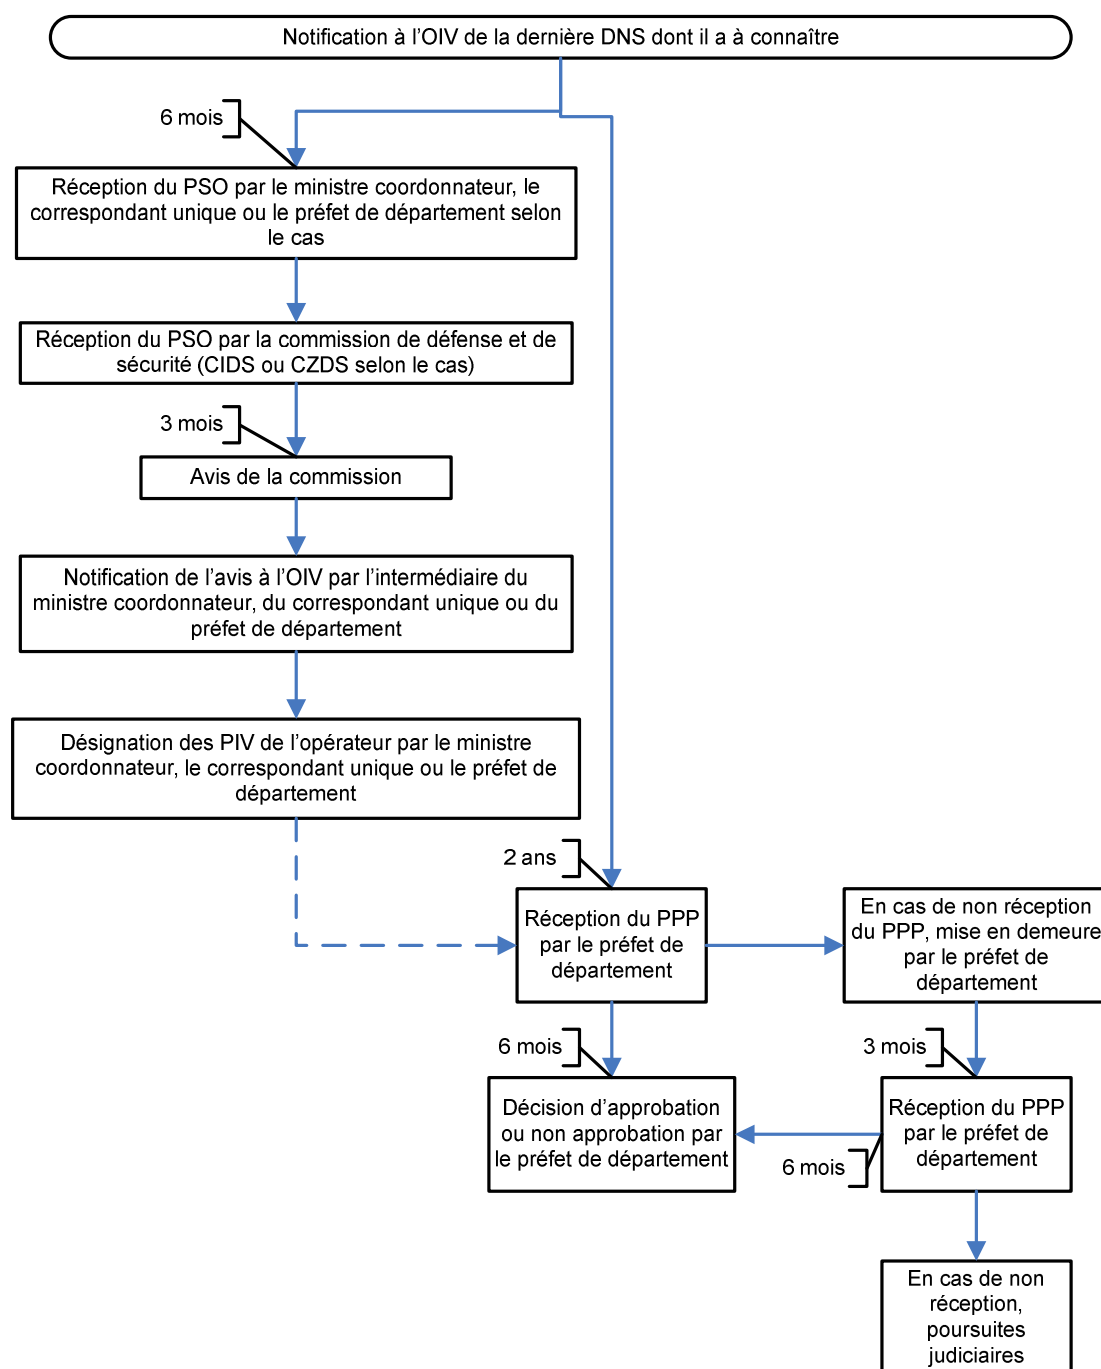 Notification à l’OIV de la dernière DNS dont il a à connaître
6 mois
Réception du PSO par le ministre coordonnateur, le
correspondant unique ou le préfet de département selon
le cas
Réception du PSO par la commission de défense et de
sécurité (CIDS ou CZDS selon le cas)
3 mois
Avis de la commission
Notification de l’avis à l’OIV par l’intermédiaire du
ministre coordonnateur, du correspondant unique ou du
préfet de département
Désignation des PIV de l’opérateur par le ministre
coordonnateur, le correspondant unique ou le préfet de
département
2 ans
Réception du PPP
par le préfet de
département
En cas de non réception
du PPP, mise en demeure
par le préfet de
département
6 mois
Décision d’approbation
ou non approbation par
le préfet de département
3 mois
Réception du PPP
par le préfet de
département
6 mois
En cas de non
réception,
poursuites
judiciaires